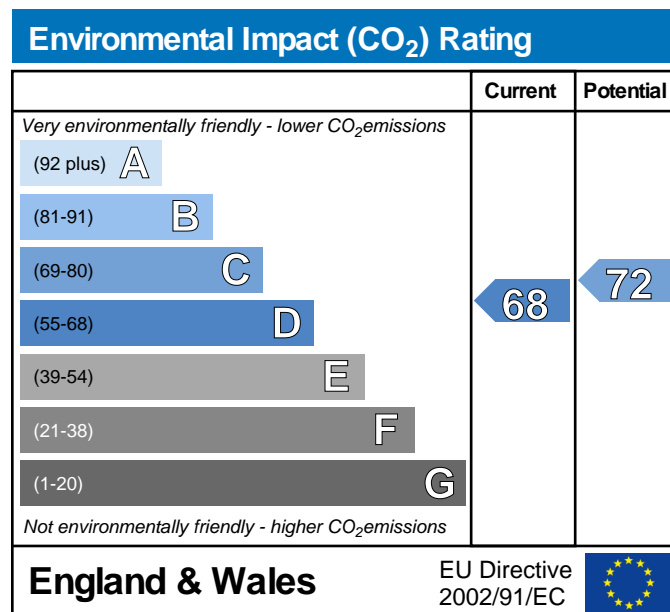 Environmental Impact (CO₂) Rating
Current Potential
Very environmentally friendly - lower CO₂emissions
(92 plus) A
(81-91) B
(69-80) C
(55-68) D
(39-54) E
(21-38) F
(1-20) G
68
72
Not environmentally friendly - higher CO₂emissions
England & Wales
EU Directive
2002/91/EC